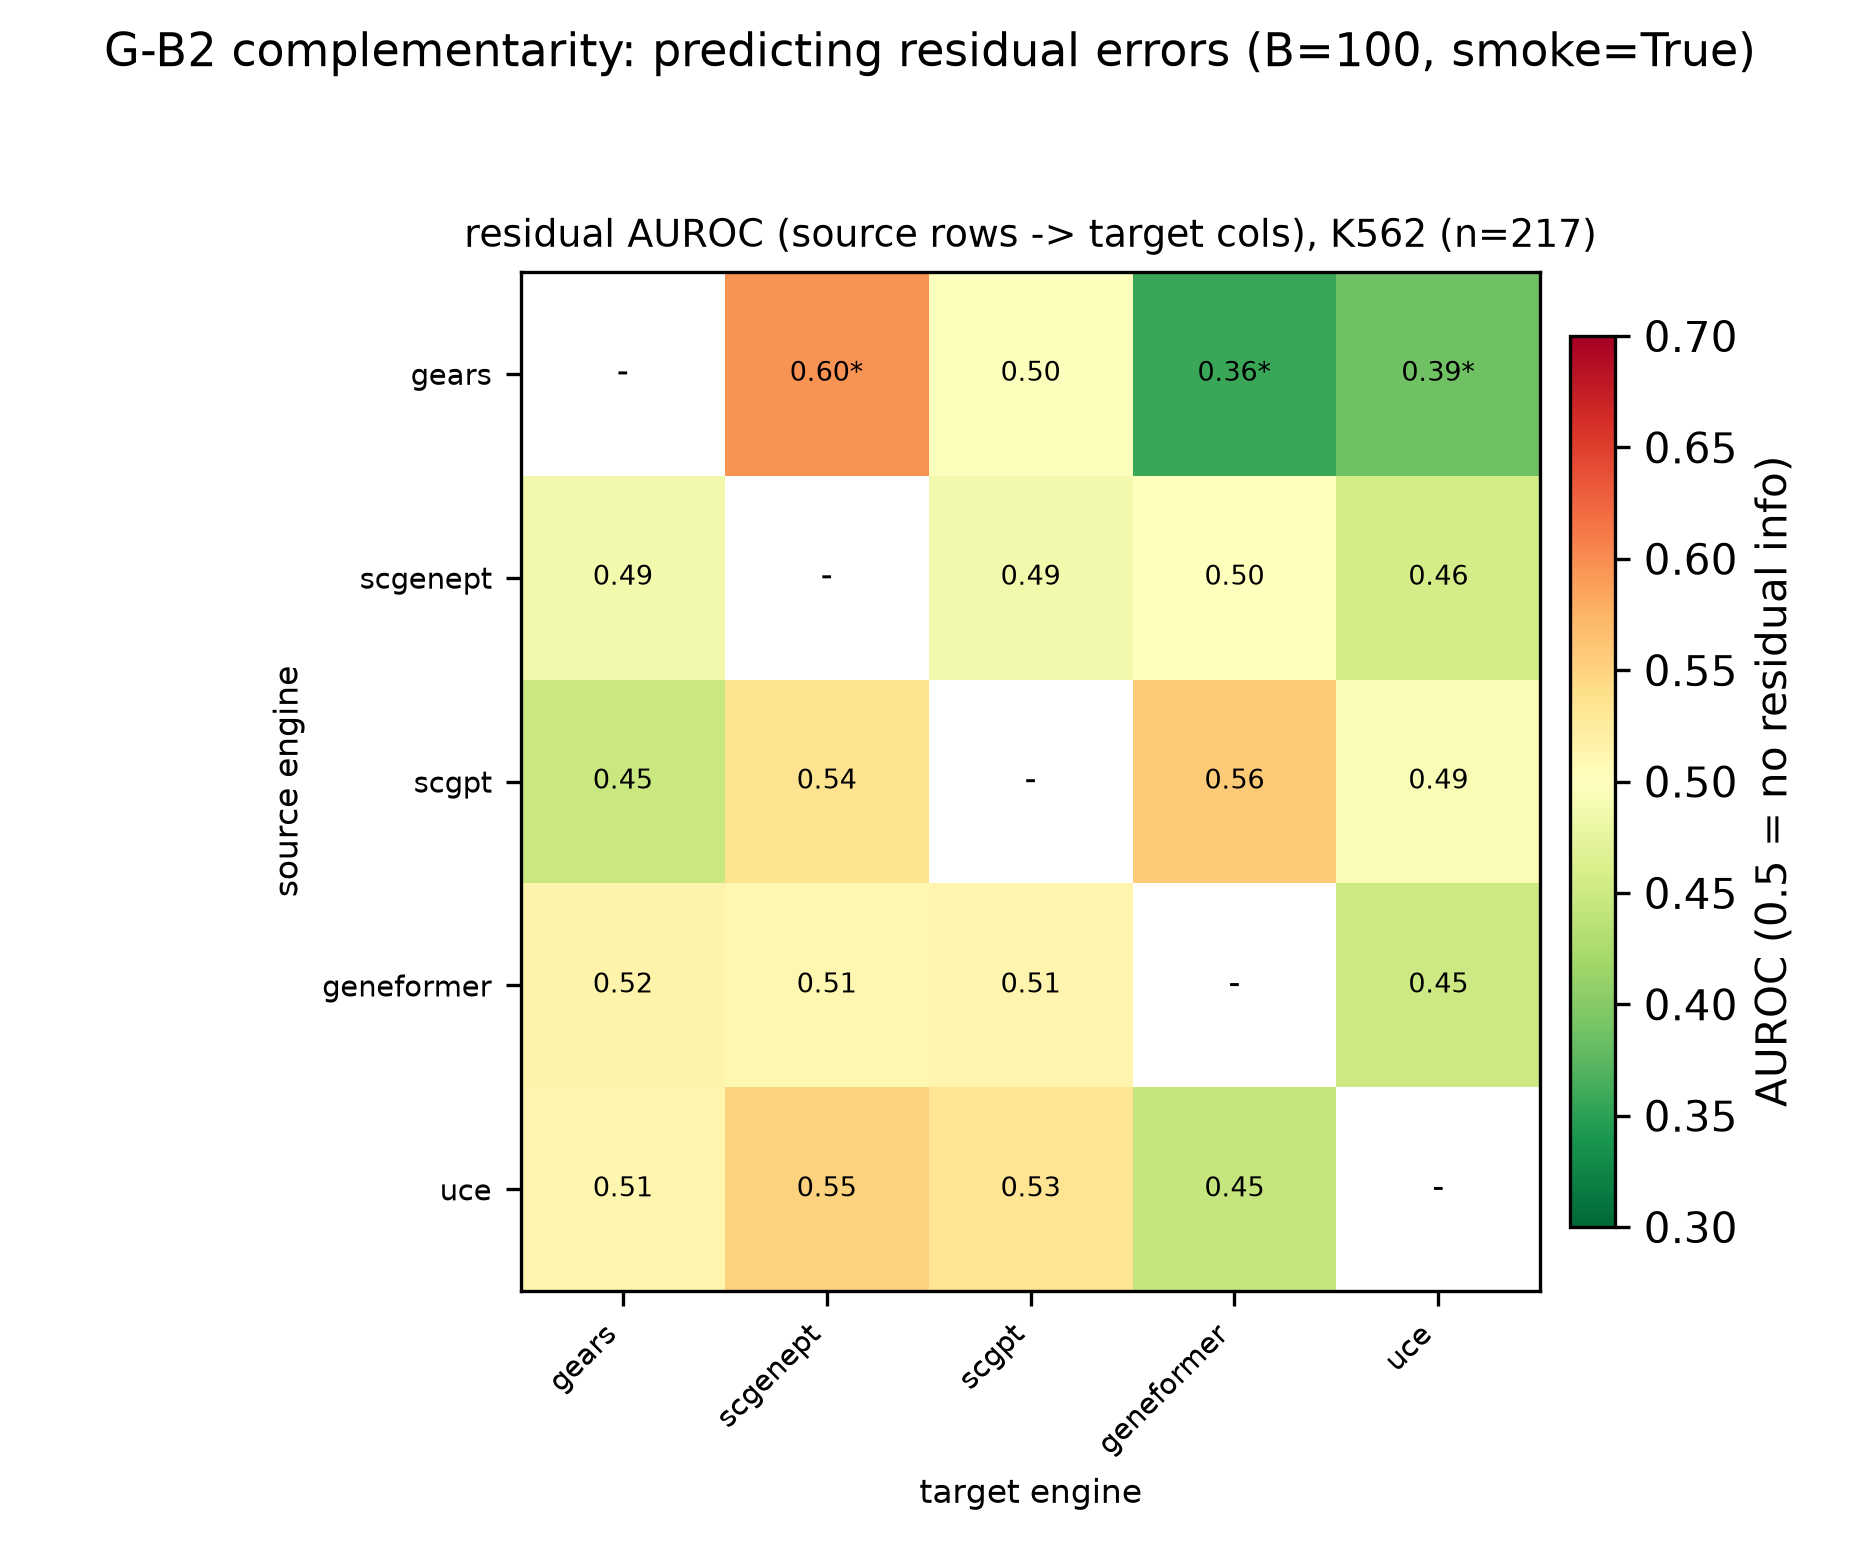 G-B2 complementarity: predicting residual errors (B=100, smoke=True)
residual AUROC (source rows -> target cols), K562 (n=217)
source engine
gears - 0.60* 0.50 0.36* 0.39*
scgenept 0.49 - 0.49 0.50 0.46
scgpt 0.45 0.54 - 0.56 0.49
geneformer 0.52 0.51 0.51 - 0.45
uce 0.51 0.55 0.53 0.45 -
gears scgenept scgpt geneformer uce
target engine
0.70
0.65
0.60
0.55
0.50
0.45
0.40
0.35
0.30
AUROC (0.5 = no residual info)